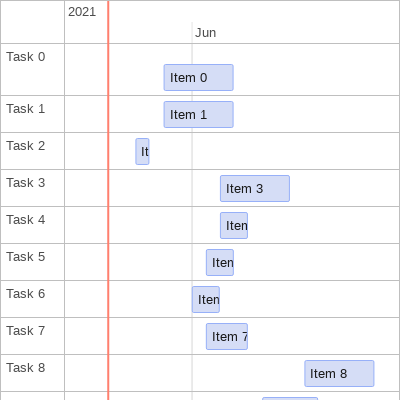 2021
Jun
Task 0
Item 0
Task 1
Item 1
Task 2
It
Task 3
Item 3
Task 4
Item
Task 5
Item
Task 6
Item
Task 7
Item 7
Task 8
Item 8